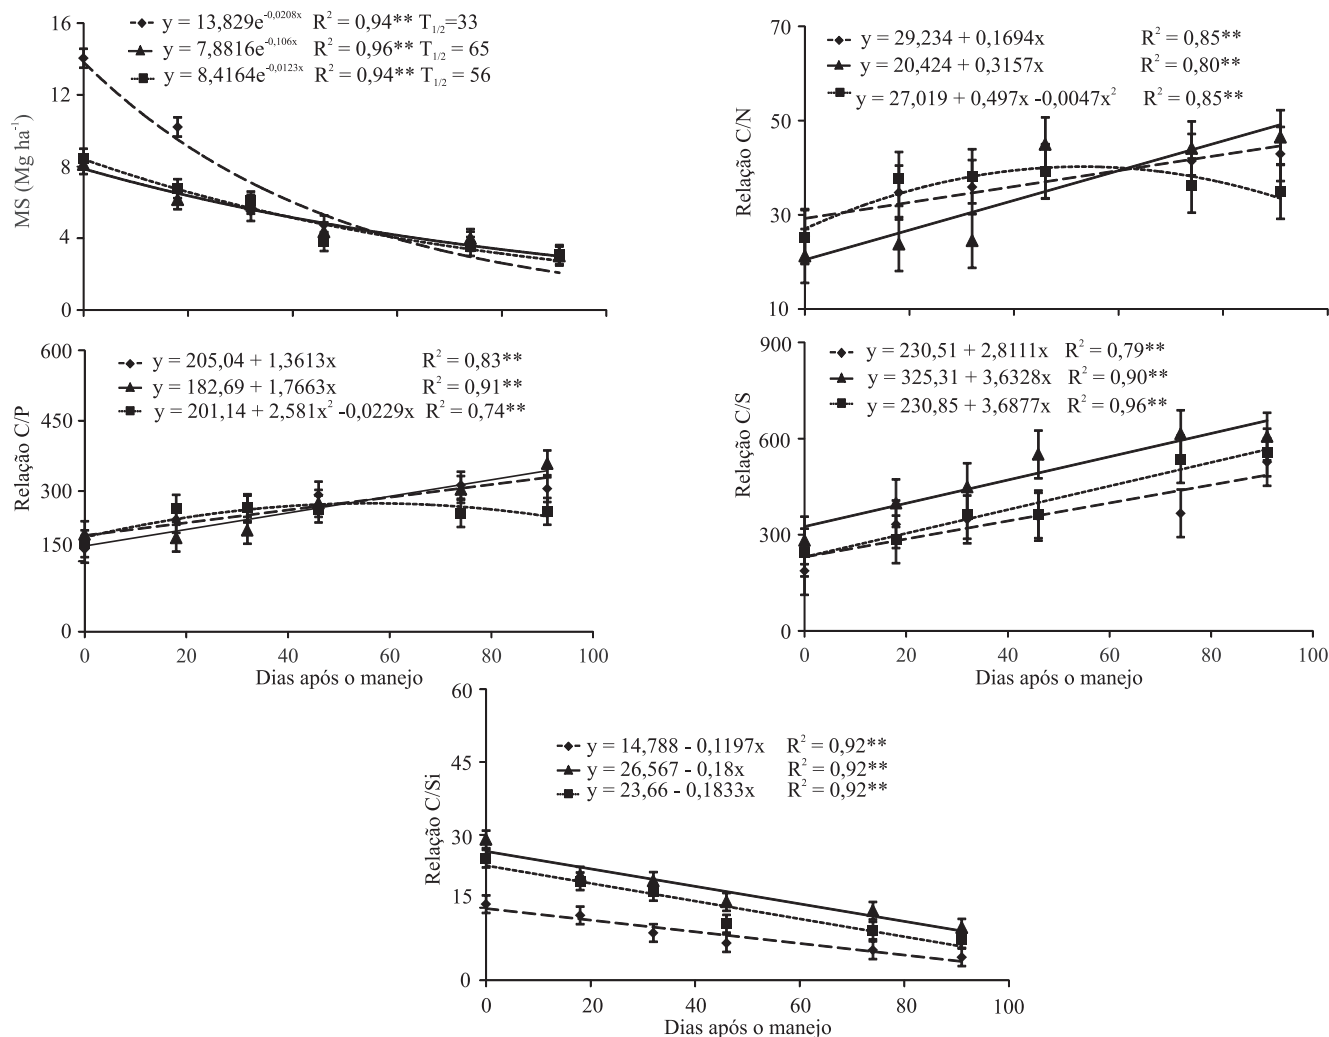 y = 13,829e^-0,0208x R² = 0,94** T1/2=33
y = 7,8816e^-0,106x R² = 0,96** T1/2 = 65
y = 8,4164e^-0,0123x R² = 0,94** T1/2 = 56
16
12
8
4
0
MS (Mg ha⁻¹)
y = 29,234 + 0,1694x R² = 0,85**
y = 20,424 + 0,3157x R² = 0,80**
y = 27,019 + 0,497x -0,0047x² R² = 0,85**
70
50
30
10
Relação C/N
y = 205,04 + 1,3613x R² = 0,83**
y = 182,69 + 1,7663x R² = 0,91**
y = 201,14 + 2,581x² -0,0229x R² = 0,74**
600
450
300
150
0
Relação C/P
0 20 40 60 80 100
Dias após o manejo
y = 230,51 + 2,8111x R² = 0,79**
y = 325,31 + 3,6328x R² = 0,90**
y = 230,85 + 3,6877x R² = 0,96**
900
600
300
0
Relação C/S
0 20 40 60 80 100
Dias após o manejo
y = 14,788 - 0,1197x R² = 0,92**
y = 26,567 - 0,18x R² = 0,92**
y = 23,66 - 0,1833x R² = 0,92**
60
45
30
15
0
Relação C/Si
0 20 40 60 80 100
Dias após o manejo